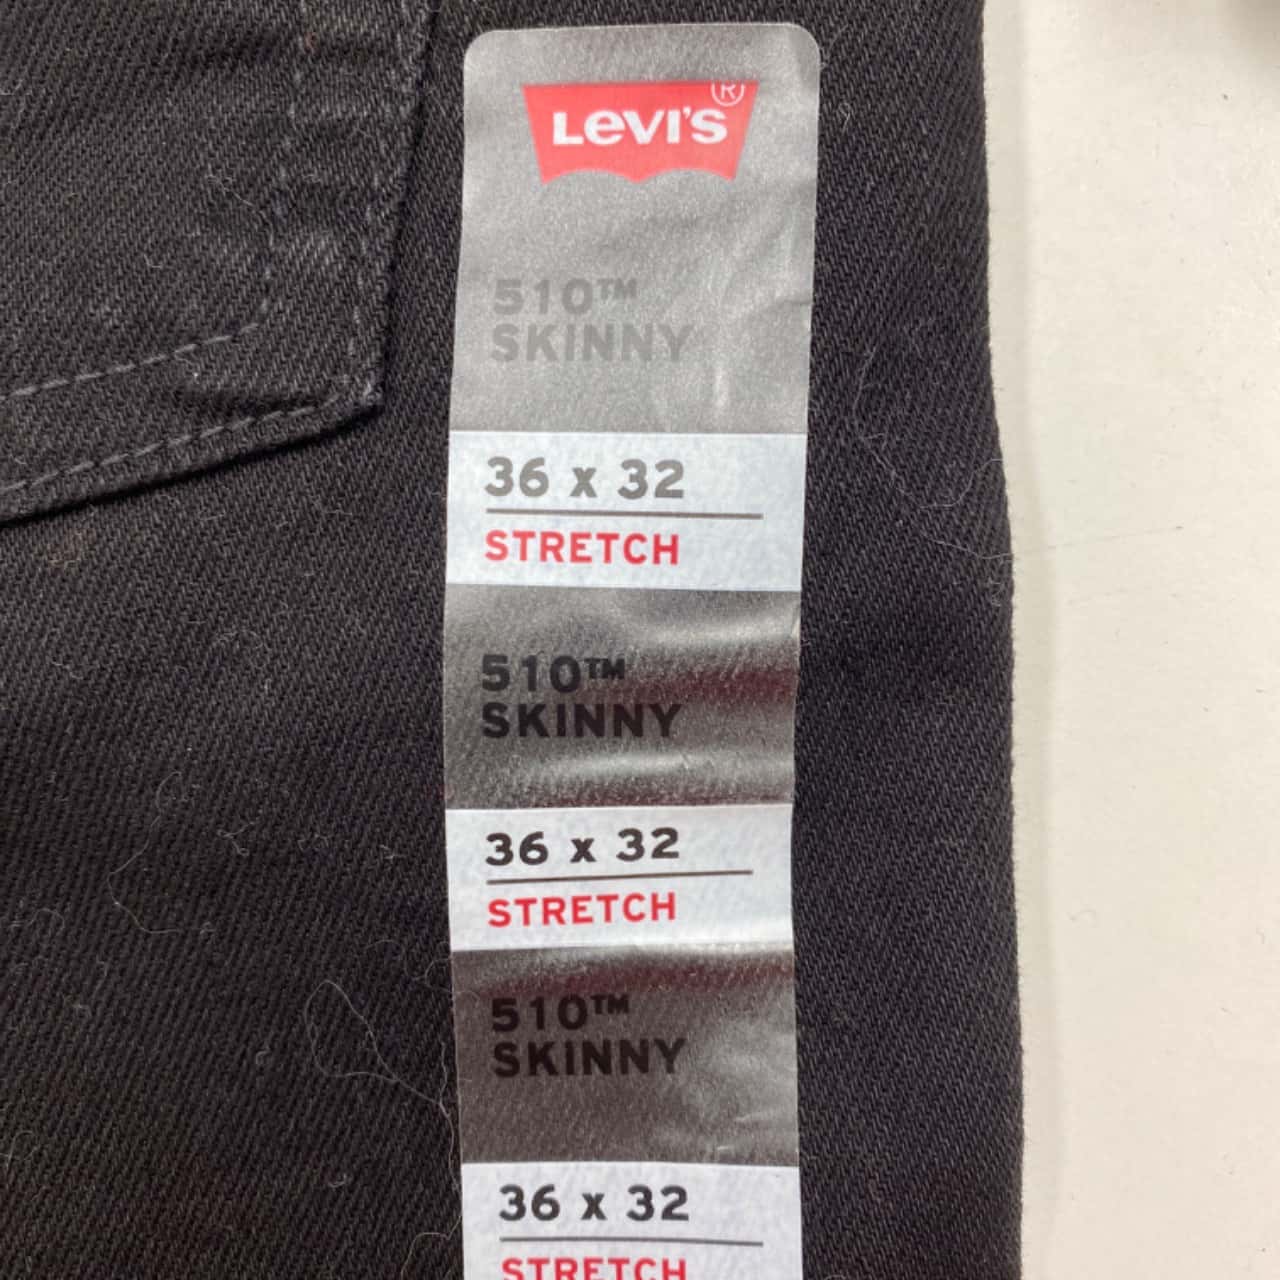 LEVI'S®
510™
SKINNY
36 x 32
STRETCH
510™
SKINNY
36 x 32
STRETCH
510™
SKINNY
36 x 32
STRETCH